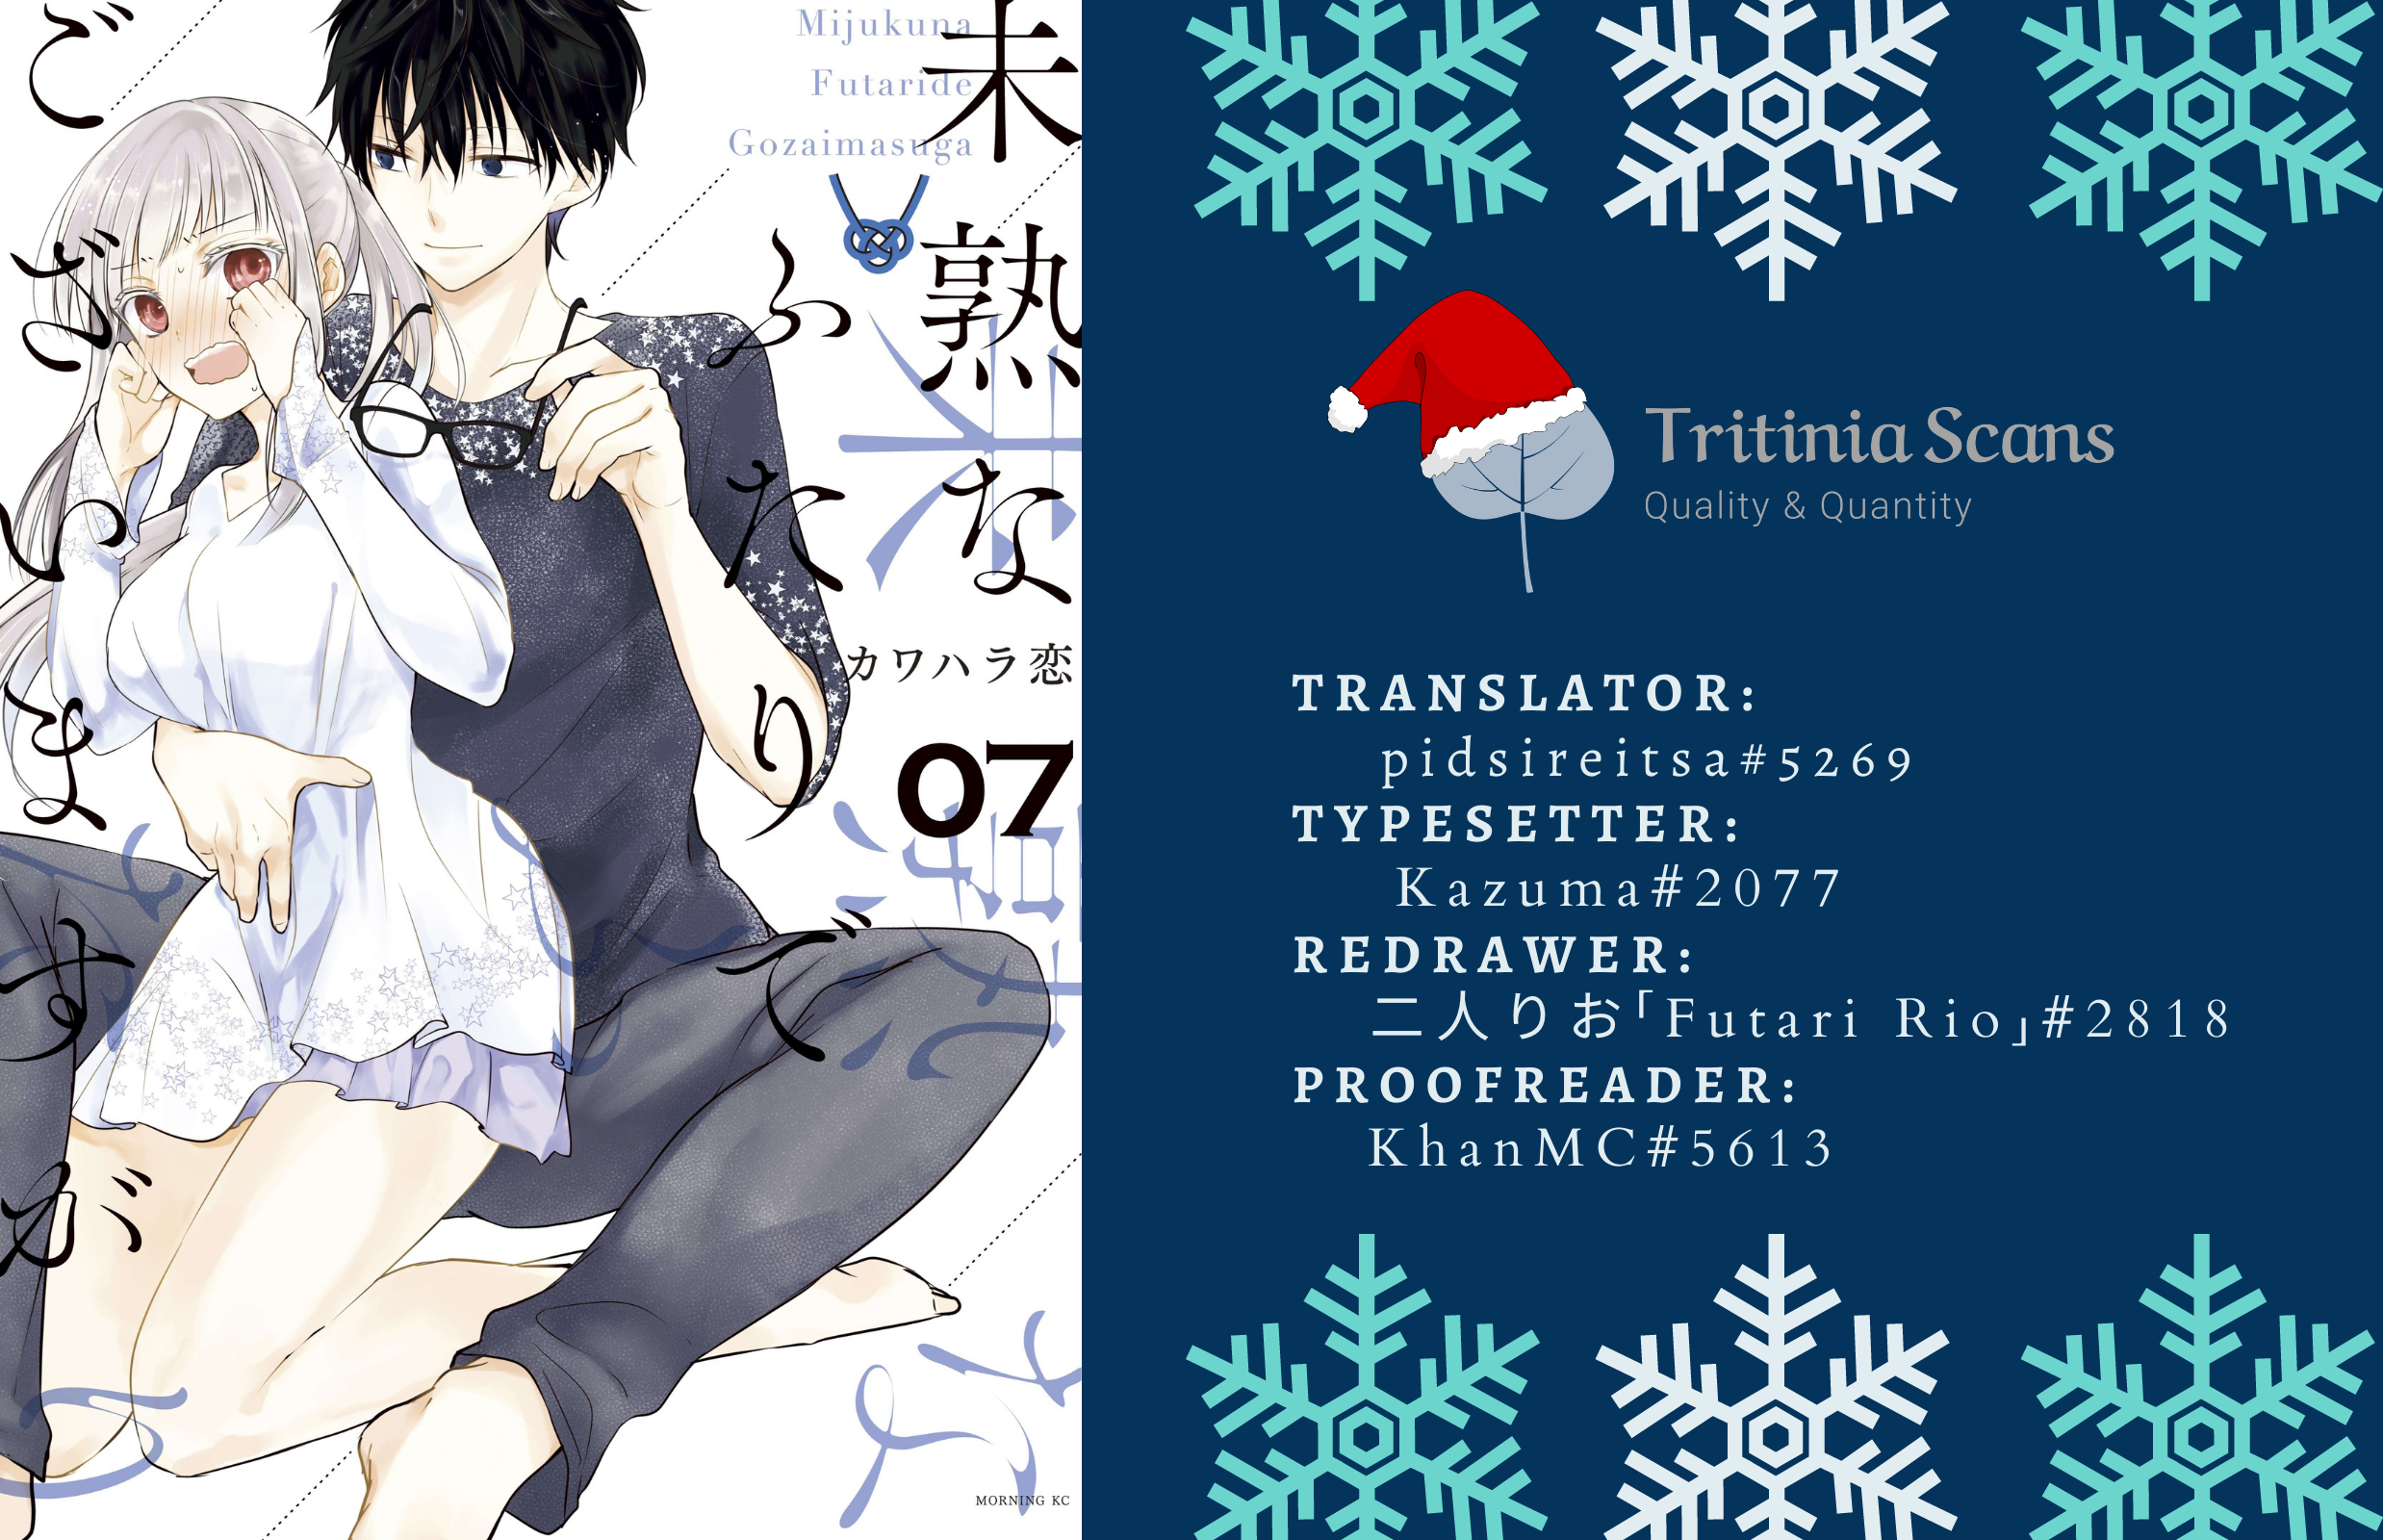 Mijukuna
Futaride
Gozaimasuga
未熟な
ふたりで
ございますが
カワハラ恋
07
MORNING KC
Tritinia Scans
Quality & Quantity
TRANSLATOR:
pidsireitsa#5269
TYPESETTER:
Kazuma#2077
REDRAWER:
二人りお「Futari Rio」#2818
PROOFREADER:
KhanMC#5613